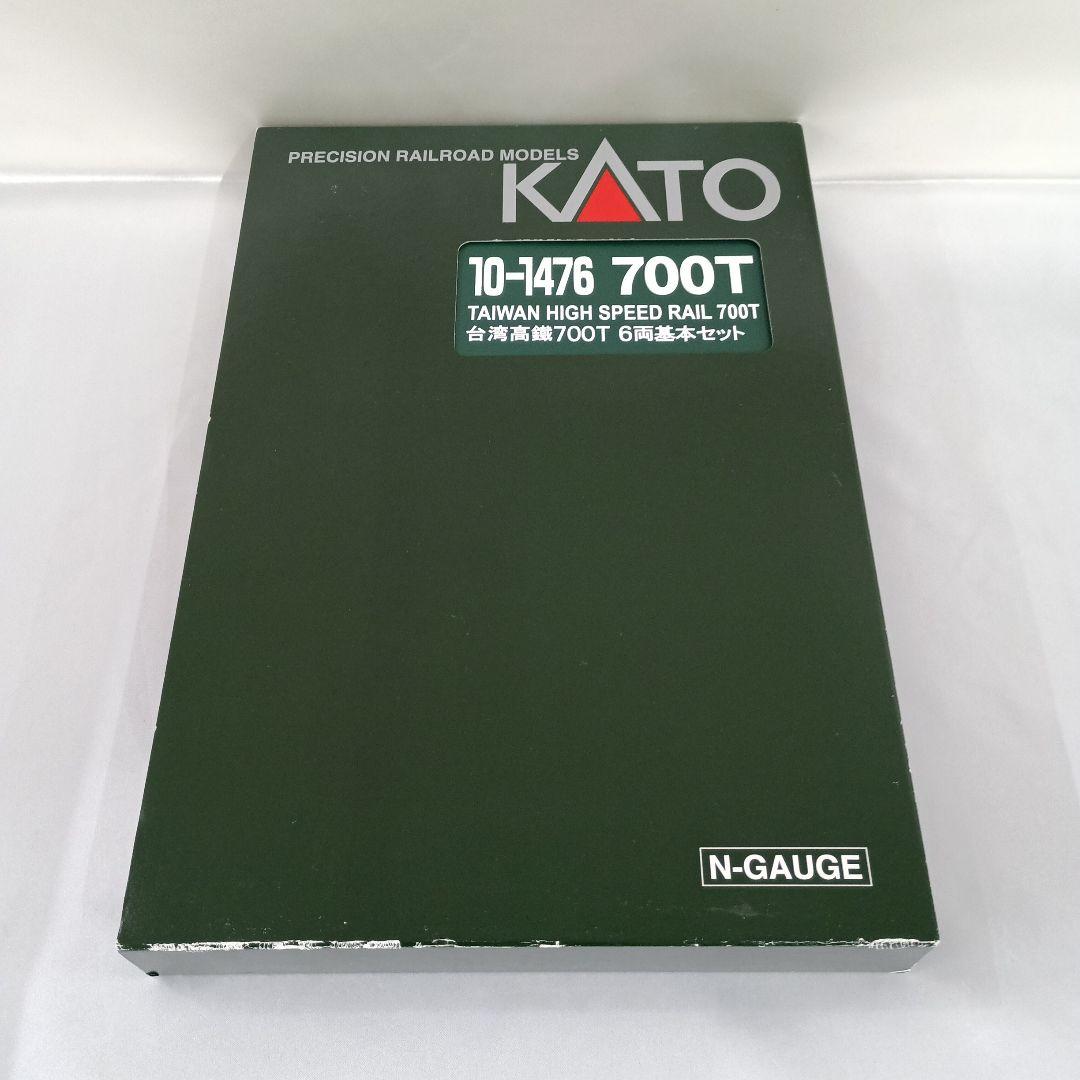 PRECISION RAILROAD MODELS
KATO
10-1476 700T
TAIWAN HIGH SPEED RAIL 700T
台湾高鐵700T 6両基本セット
N-GAUGE